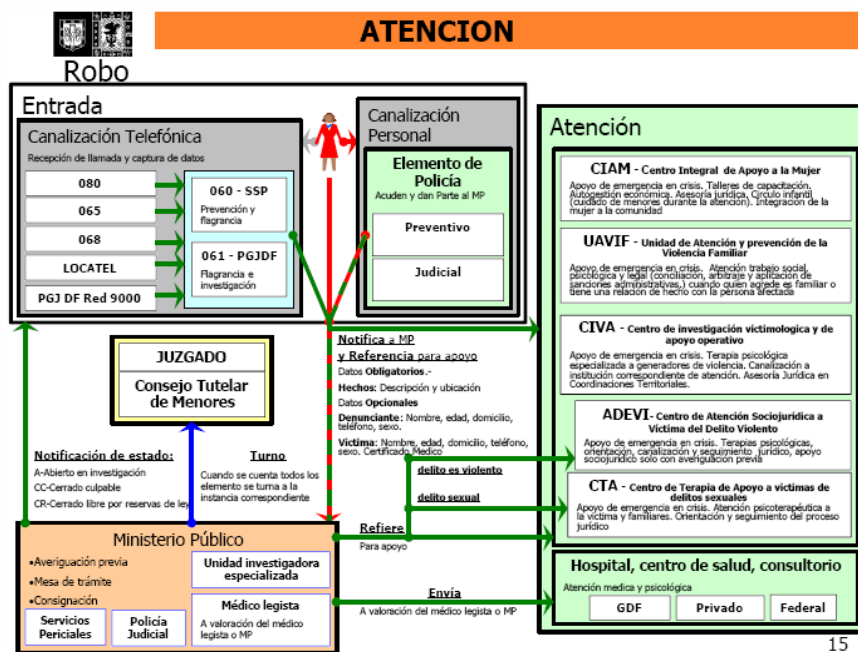 ATENCION
Robo
Entrada
Canalización Telefónica
Recepción de llamada y captura de datos
080
065
068
LOCATEL
PGJ DF Red 9000
060 - SSP
Prevención y
flagrancia
061 - PGJDF
Flagrancia e
investigación
Canalización
Personal
Elemento de
Policía
Acuden y dan Parte al MP
Preventivo
Judicial
Atención
CIAM - Centro Integral de Apoyo a la Mujer
Apoyo de emergencia en crisis. Talleres de capacitación.
Autogestión económica. Asesoría jurídica. Circulo infantil
(cuidado de menores durante la atención). Integración de la
mujer a la comunidad
UAVIF - Unidad de Atención y prevención de la
Violencia Familiar
Apoyo de emergencia en crisis. Atención trabajo social,
psicológica y legal (conciliación, arbitraje y aplicación de
sanciones administrativas,) cuando quien agrede es familiar o
tiene una relación de hecho con la persona afectada
CIVA - Centro de investigación victimologica y de
apoyo operativo
Apoyo de emergencia en crisis. Terapia psicológica
especializada a generadores de violencia. Canalización a
institución correspondiente de atención. Asesoría Jurídica en
Coordinaciones Territoriales.
ADEVI- Centro de Atención Sociojurídica a
Víctima del Delito Violento
Apoyo de emergencia en crisis. Terapias psicológicas,
orientación, canalización y seguimiento jurídico, apoyo
sociojurídico solo con averiguación previa
CTA - Centro de Terapia de Apoyo a victimas de
delitos sexuales
Apoyo de emergencia en crisis. Atención psicoterapéutica a
la victima y familiares. Orientación y seguimiento del proceso
jurídico
Hospital, centro de salud, consultorio
Atención medica y psicológica
GDF
Privado
Federal
JUZGADO
Consejo Tutelar
de Menores
Notifica a MP
y Referencia para apoyo
Datos Obligatorios.-
Hechos: Descripción y ubicación
Datos Opcionales
Denunciante: Nombre, edad, domicilio,
teléfono, sexo.
Victima: Nombre, edad, domicilio, teléfono,
sexo. Certificado Medico
delito es violento
delito sexual
Notificación de estado:
A-Abierto en investigación
CC-Cerrado culpable
CR-Cerrado libre por reservas de ley
Turno
Cuando se cuenta todos los
elemento se turna a la
instancia correspondiente
Refiere
Para apoyo
Envía
A valoración del médico legista o MP
Ministerio Público
•Averiguación previa
•Mesa de trámite
•Consignación
Servicios
Periciales
Policía
Judicial
Unidad investigadora
especializada
Médico legista
A valoración del médico
legista o MP
15